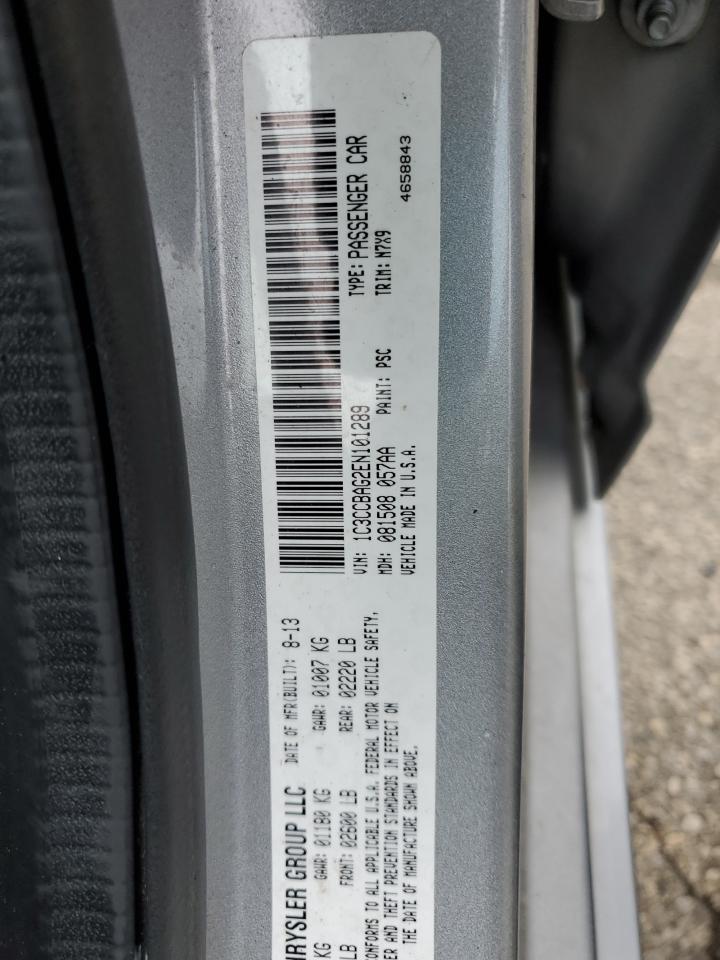 HRYSLER GROUP LLC DATE OF MFR(BUILT): 8-13
KG GAWR: 01180 KG GAWR: 01007 KG
LB FRONT: 02600 LB REAR: 02220 LB
ONFORMS TO ALL APPLICABLE U.S.A. FEDERAL MOTOR VEHICLE SAFETY,
ER AND THEFT PREVENTION STANDARDS IN EFFECT ON
THE DATE OF MANUFACTURE SHOWN ABOVE.
VIN: 1C3CCBAG2EN101289 TYPE: PASSENGER CAR
MDH: 081508 057AA PAINT: PSC TRIM: M7X9
VEHICLE MADE IN U.S.A. 4658843